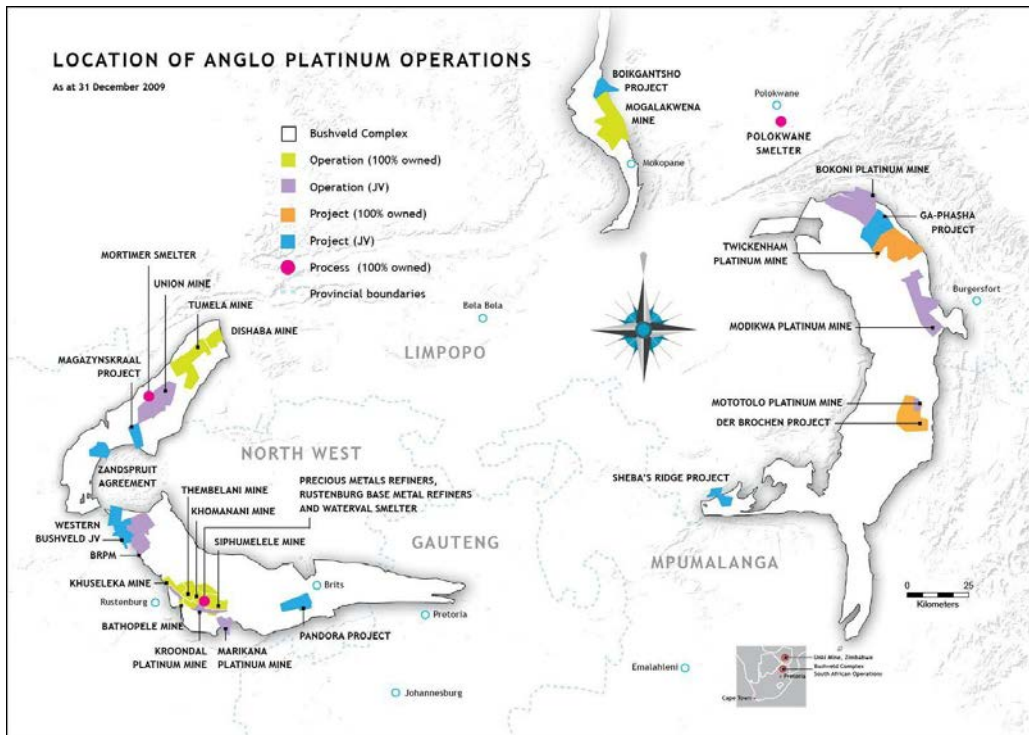 LOCATION OF ANGLO PLATINUM OPERATIONS
As at 31 December 2009
Bushveld Complex
Operation (100% owned)
Operation (JV)
Project (100% owned)
Project (JV)
Process (100% owned)
Provincial boundaries
BOIKGANTSHO
PROJECT
MOGALAKWENA
MINE
Mokopane
Polokwane
POLOKWANE
SMELTER
BOKONI PLATINUM MINE
GA-PHASHA
PROJECT
TWICKENHAM
PLATINUM MINE
Burgersfort
MODIKWA PLATINUM MINE
MOTOTOLO PLATINUM MINE
DER BROCHEN PROJECT
SHEBA'S RIDGE PROJECT
MORTIMER SMELTER
UNION MINE
TUMELA MINE
DISHABA MINE
MAGAZYNSKRAAL
PROJECT
Bela Bela
LIMPOPO
NORTH WEST
ZANDSPRUIT
AGREEMENT
PRECIOUS METALS REFINERS,
RUSTENBURG BASE METAL REFINERS
AND WATERVAL SMELTER
THEMBELANI MINE
KHOMANANI MINE
SIPHUMELELE MINE
WESTERN
BUSHVELD JV
BRPM
GAUTENG
MPUMALANGA
KHUSELEKA MINE
Rustenburg
BATHOPELE MINE
KROONDAL
PLATINUM MINE
MARIKANA
PLATINUM MINE
Brits
Pretoria
PANDORA PROJECT
Johannesburg
Emalahleni
0 25
Kilometers
Unki Mine, Zimbabwe
Bushveld Complex
South African Operations
Pretoria
Cape Town